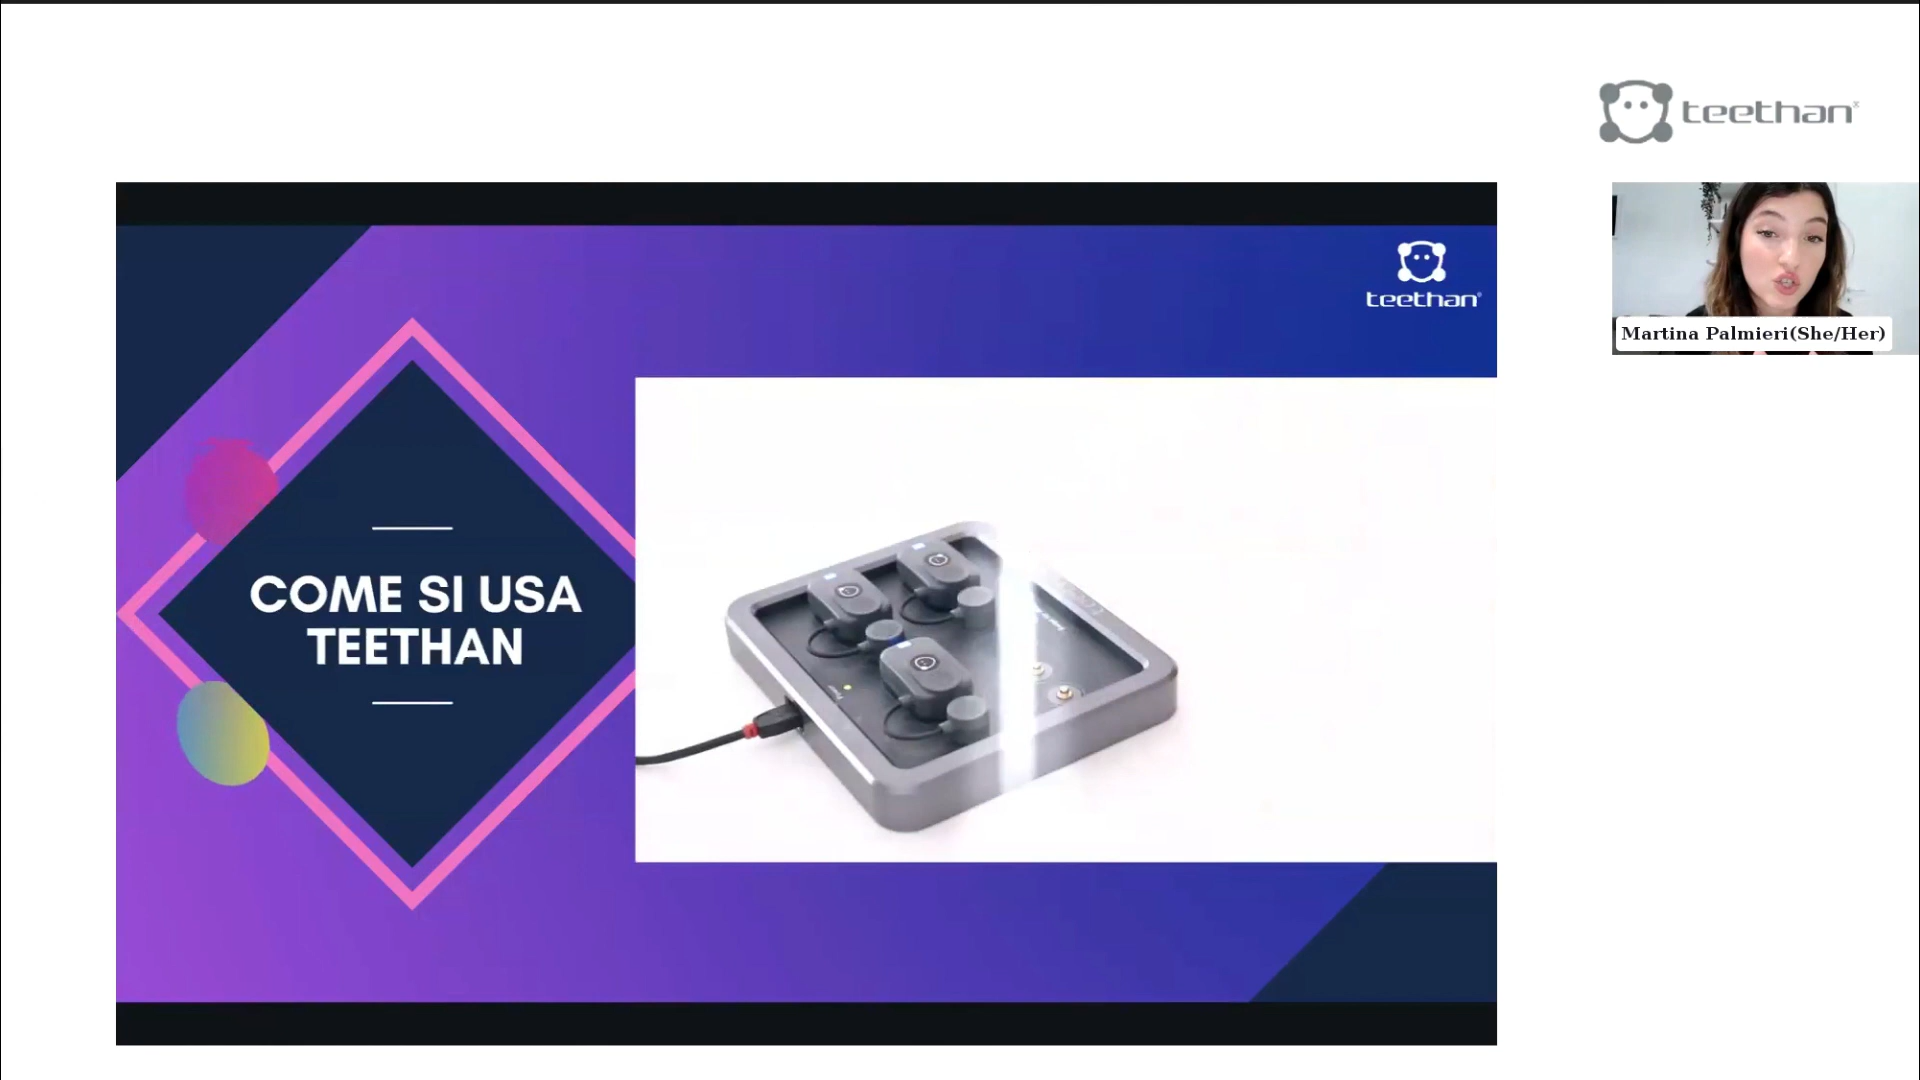 teethan
teethan
Martina Palmieri(She/Her)
COME SI USA
TEETHAN